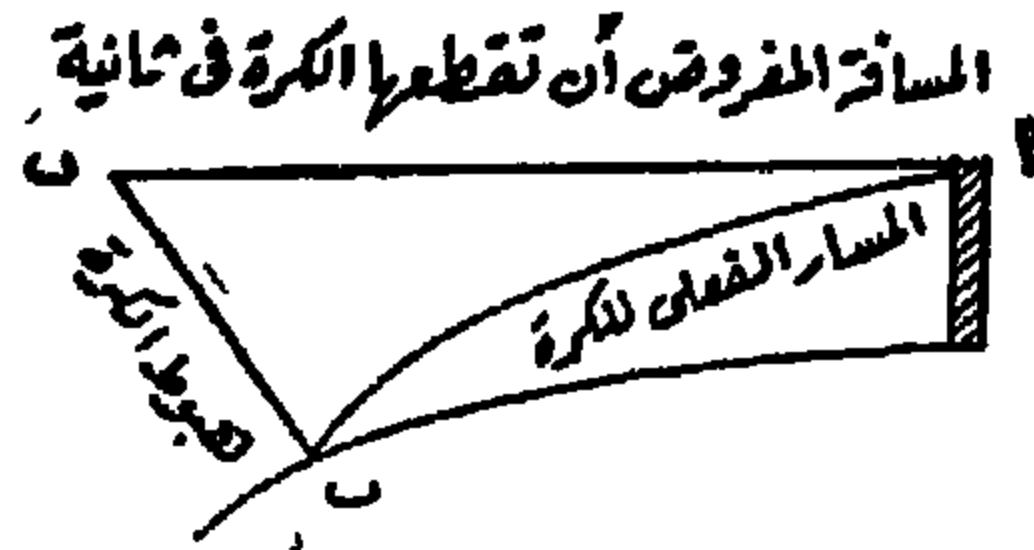 المسافة المفروض أن تقطعها الكرة فى ثانية
المسار الفعلى للكرة
هبوط الكرة
ب